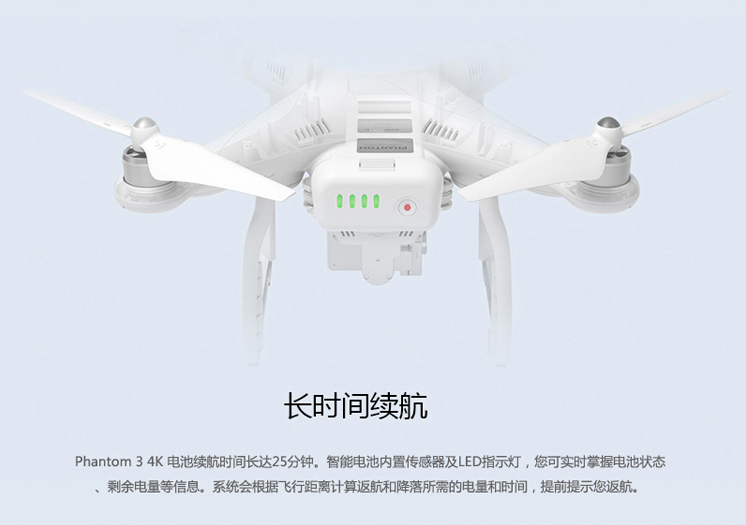 PHANTOM
长时间续航
Phantom 3 4K 电池续航时间长达25分钟。智能电池内置传感器及LED指示灯，您可实时掌握电池状态
、剩余电量等信息。系统会根据飞行距离计算返航和降落所需的电量和时间，提前提示您返航。